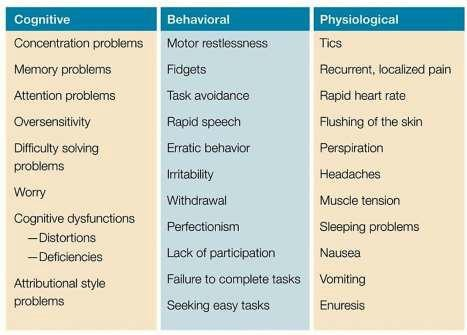 Cognitive
Concentration problems
Memory problems
Attention problems
Oversensitivity
Difficulty solving
problems
Worry
Cognitive dysfunctions
—Distortions
—Deficiencies
Attributional style
problems
Behavioral
Motor restlessness
Fidgets
Task avoidance
Rapid speech
Erratic behavior
Irritability
Withdrawal
Perfectionism
Lack of participation
Failure to complete tasks
Seeking easy tasks
Physiological
Tics
Recurrent, localized pain
Rapid heart rate
Flushing of the skin
Perspiration
Headaches
Muscle tension
Sleeping problems
Nausea
Vomiting
Enuresis